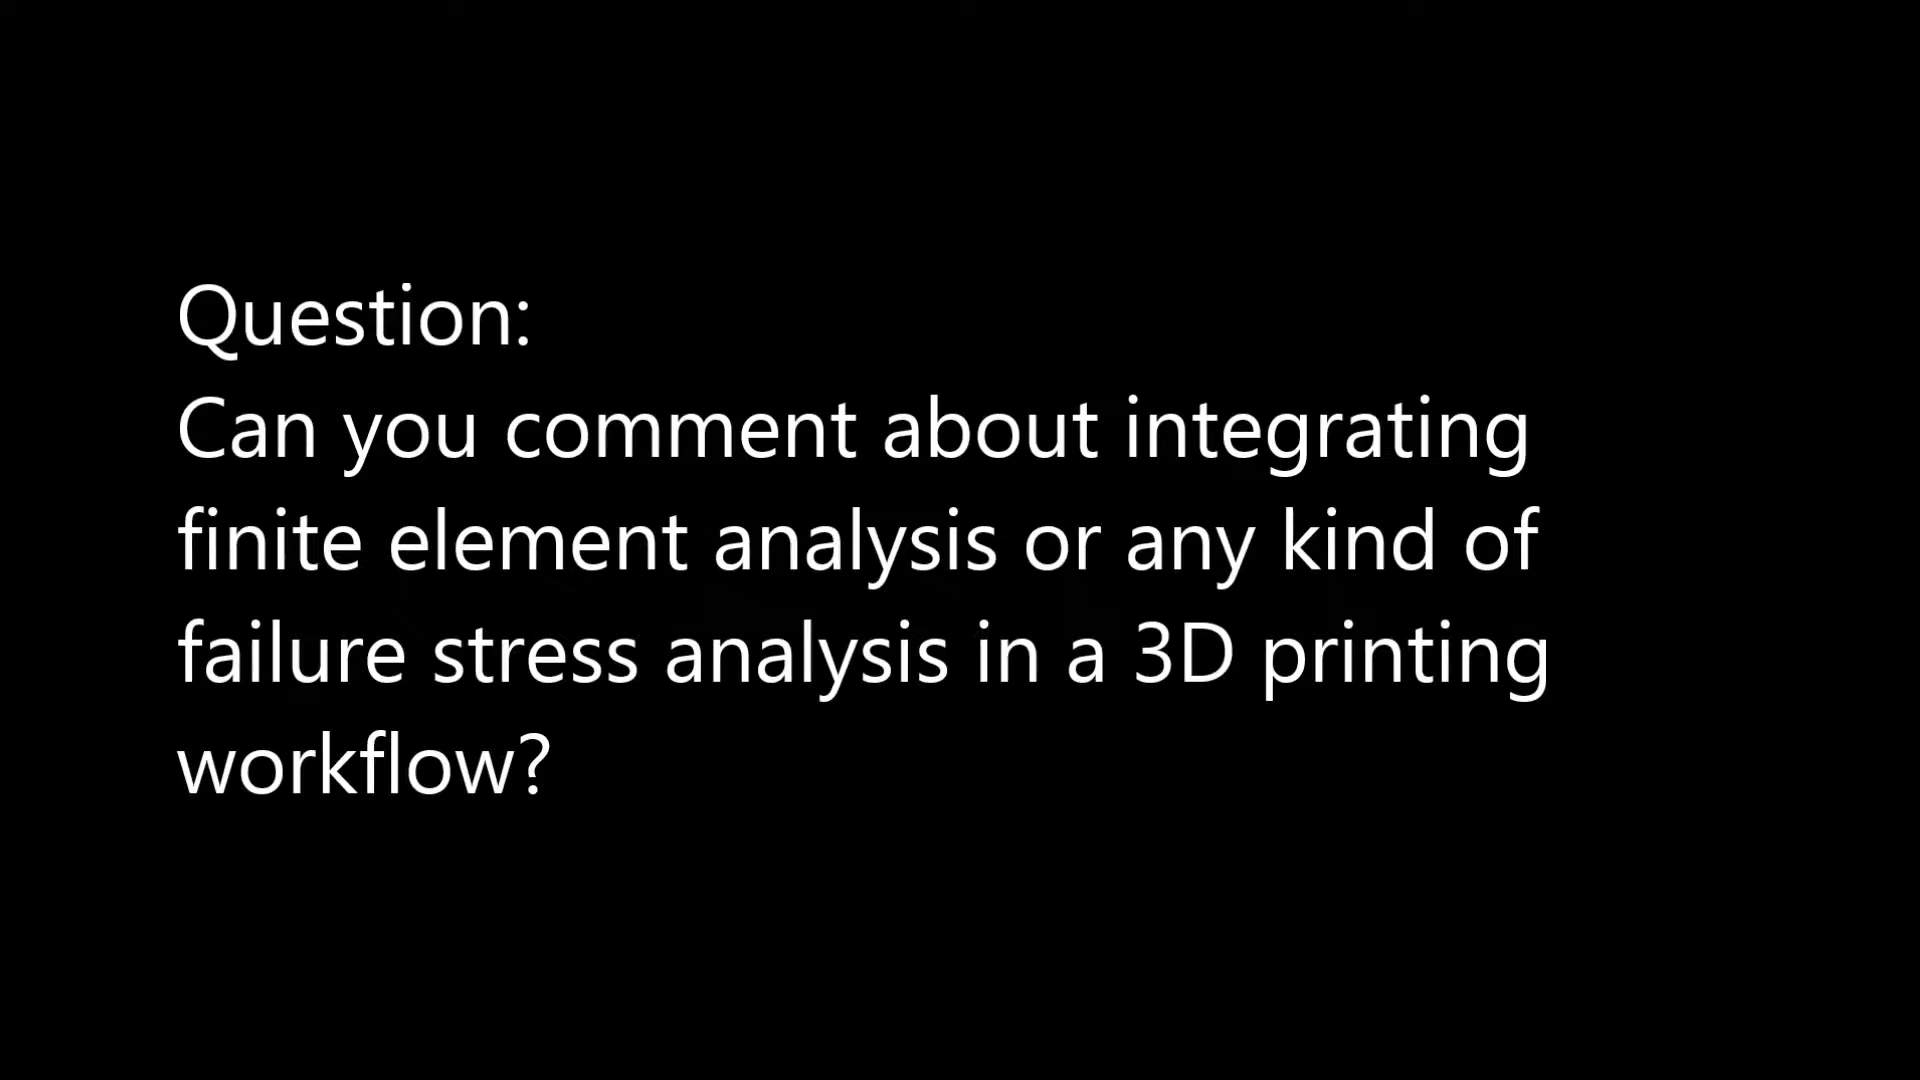 Question:
Can you comment about integrating
finite element analysis or any kind of
failure stress analysis in a 3D printing
workflow?